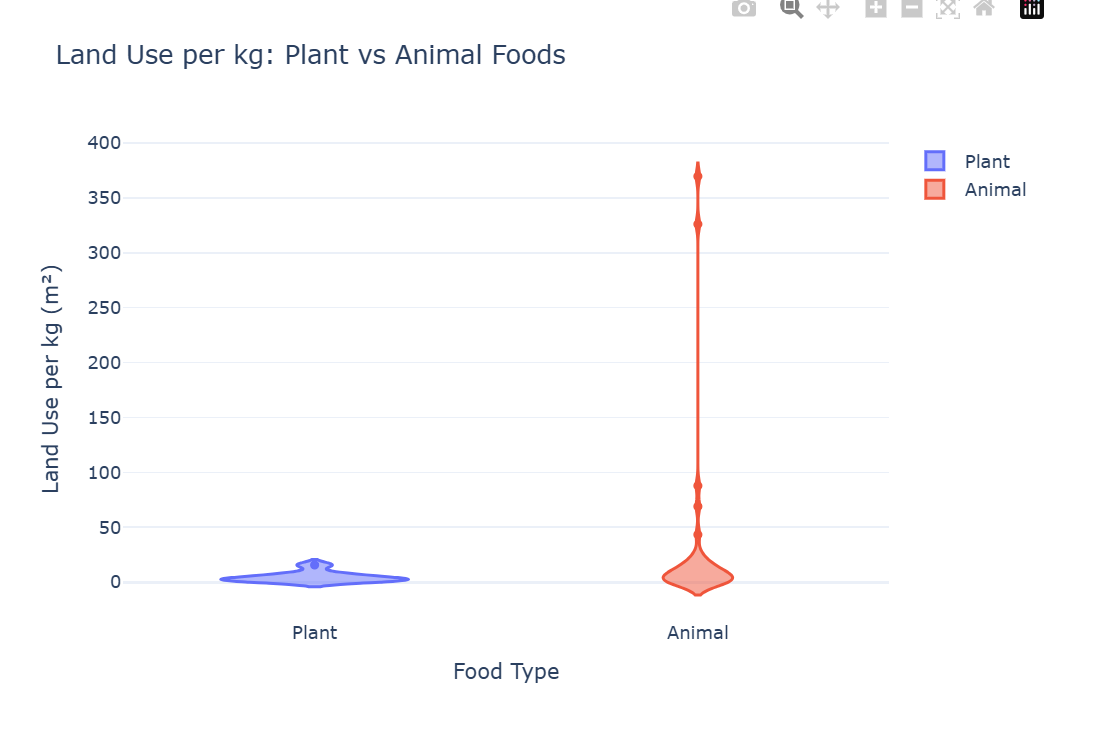 Land Use per kg: Plant vs Animal Foods
400
350
300
250
200
150
100
50
0
Land Use per kg (m²)
Plant
Animal
Food Type
Plant
Animal